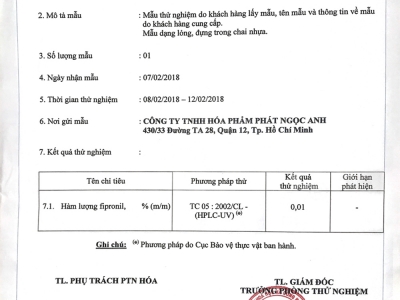 2. Mô tả mẫu : Mẫu thử nghiệm do khách hàng lấy mẫu, tên mẫu và thông tin về mẫu
do khách hàng cung cấp.
Mẫu dạng lỏng, đựng trong chai nhựa.
3. Số lượng mẫu : 01
4. Ngày nhận mẫu : 07/02/2018
5. Thời gian thử nghiệm : 08/02/2018 – 12/02/2018
6. Nơi gửi mẫu : CÔNG TY TNHH HÓA PHẨM PHÁT NGỌC ANH
430/33 Đường TA 28, Quận 12, Tp. Hồ Chí Minh
7. Kết quả thử nghiệm :
Tên chỉ tiêu Phương pháp thử Kết quả thử nghiệm Giới hạn phát hiện
7.1. Hàm lượng fipronil, % (m/m) TC 05 : 2002/CL - (HPLC-UV) (a) 0,01 -
Ghi chú: (a) Phương pháp do Cục Bảo vệ thực vật ban hành.
TL. PHỤ TRÁCH PTN HÓA TL. GIÁM ĐỐC
TRƯỞNG PHÒNG THỬ NGHIỆM